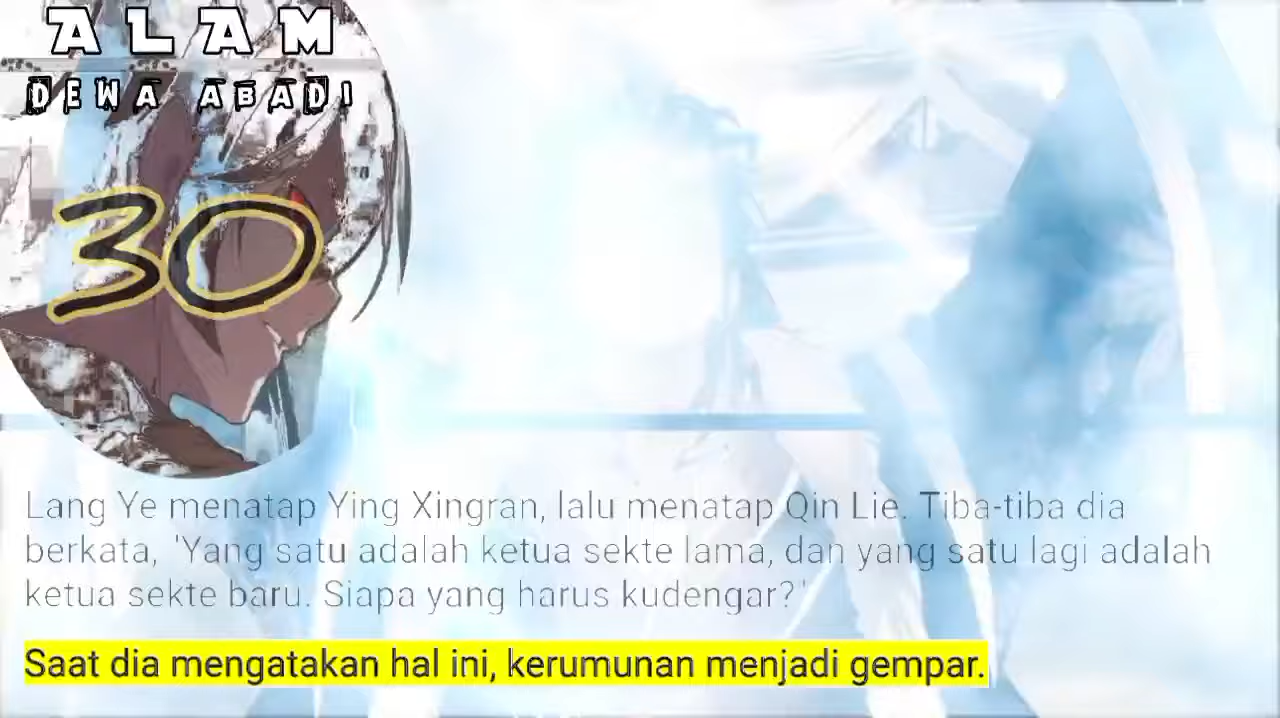 ALAM
DEWA ABADI
30
Lang Ye menatap Ying Xingran, lalu menatap Qin Lie. Tiba-tiba dia
berkata, 'Yang satu adalah ketua sekte lama, dan yang satu lagi adalah
ketua sekte baru. Siapa yang harus kudengar?'
Saat dia mengatakan hal ini, kerumunan menjadi gempar.